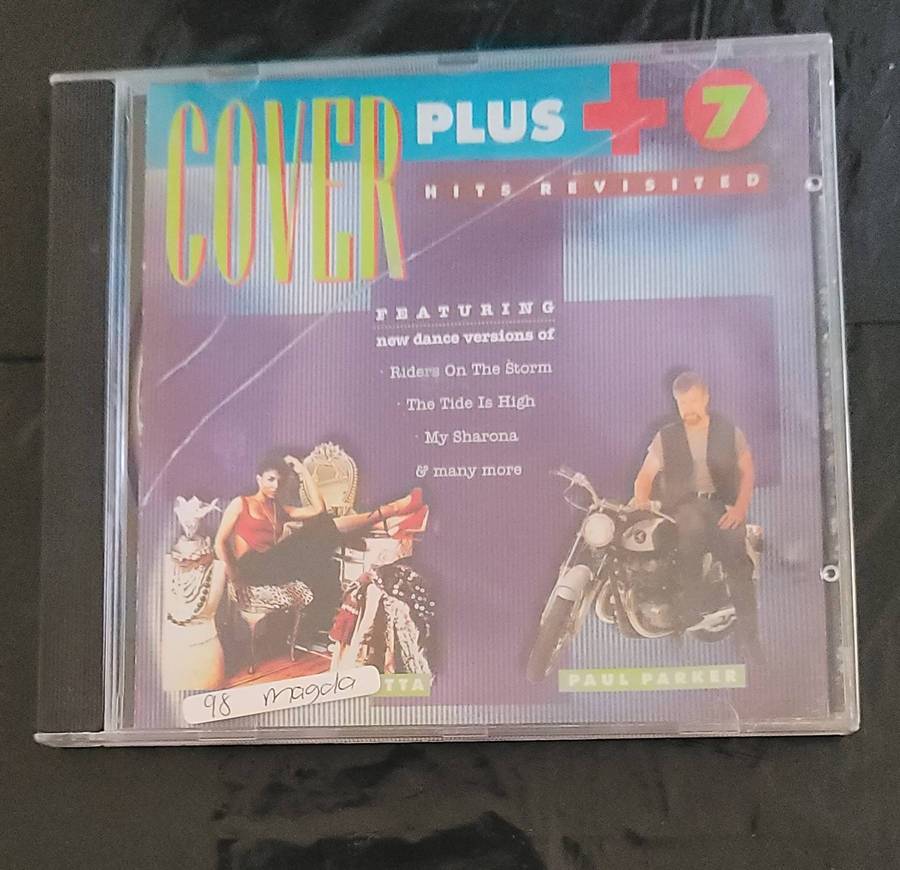 COVER PLUS + 7
HITS REVISITED
FEATURING
new dance versions of
· Riders On The Storm
· The Tide Is High
· My Sharona
& many more
TTA
PAUL PARKER
98 magda